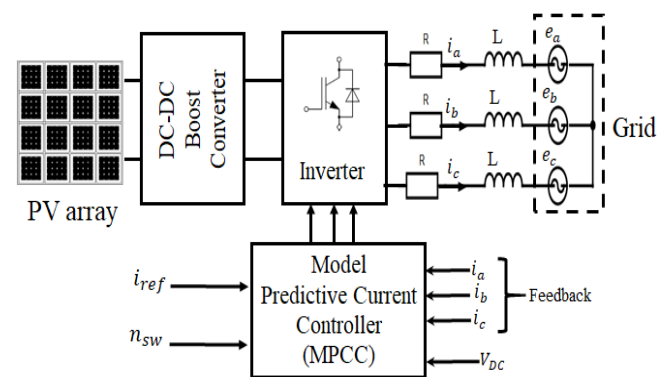 PV array
DC-DC
Boost
Converter
Inverter
R
i_a
L
e_a
R
i_b
L
e_b
R
i_c
L
e_c
Grid
i_ref
n_sw
Model
Predictive Current
Controller
(MPCC)
i_a
i_b
i_c
Feedback
V_DC